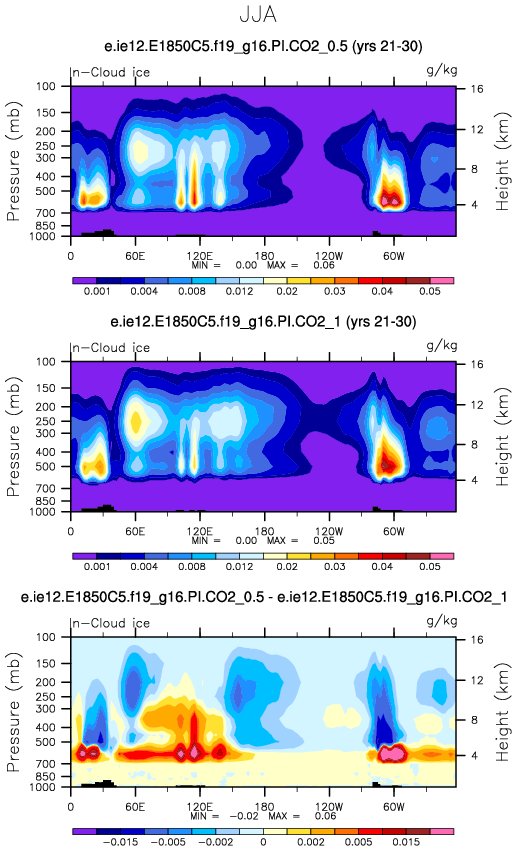 JJA
e.ie12.E1850C5.f19_g16.PI.CO2_0.5 (yrs 21-30)
n-Cloud ice g/kg
Pressure (mb)
100
150
200
250
300
400
500
700
850
1000
16
12
8
4
Height (km)
0 60E 120E 180 120W 60W
MIN = 0.00 MAX = 0.06
0.001 0.004 0.008 0.012 0.02 0.03 0.04 0.05
e.ie12.E1850C5.f19_g16.PI.CO2_1 (yrs 21-30)
n-Cloud ice g/kg
Pressure (mb)
100
150
200
250
300
400
500
700
850
1000
16
12
8
4
Height (km)
0 60E 120E 180 120W 60W
MIN = 0.00 MAX = 0.05
0.001 0.004 0.008 0.012 0.02 0.03 0.04 0.05
e.ie12.E1850C5.f19_g16.PI.CO2_0.5 - e.ie12.E1850C5.f19_g16.PI.CO2_1
n-Cloud ice g/kg
Pressure (mb)
100
150
200
250
300
400
500
700
850
1000
16
12
8
4
Height (km)
0 60E 120E 180 120W 60W
MIN = -0.02 MAX = 0.06
-0.015 -0.005 -0.002 0 0.002 0.005 0.015